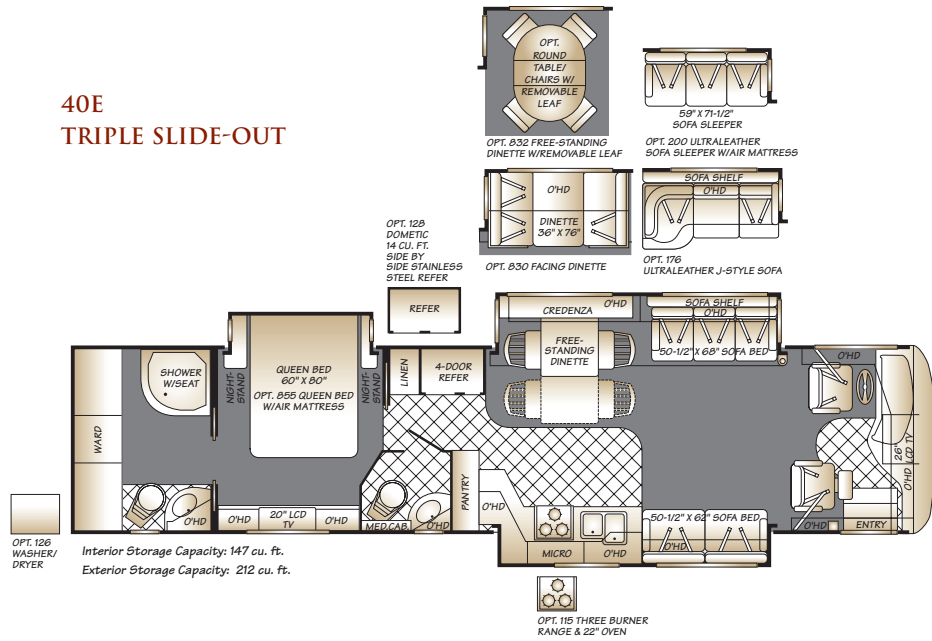 40E
TRIPLE SLIDE-OUT
OPT.
ROUND
TABLE/
CHAIRS W/
REMOVABLE
LEAF
OPT. 832 FREE-STANDING
DINETTE W/REMOVABLE LEAF
59" X 71-1/2"
SOFA SLEEPER
OPT. 200 ULTRALEATHER
SOFA SLEEPER W/AIR MATTRESS
O'HD
DINETTE
36" X 76"
OPT. 830 FACING DINETTE
SOFA SHELF
O'HD
OPT. 176
ULTRALEATHER J-STYLE SOFA
OPT. 128
DOMETIC
14 CU. FT.
SIDE BY
SIDE STAINLESS
STEEL REFER
REFER
CREDENZA
O'HD
FREE-
STANDING
DINETTE
SOFA SHELF
O'HD
50-1/2" X 68" SOFA BED
WARD
SHOWER
W/SEAT
O'HD
NIGHT-
STAND
QUEEN BED
60" X 80"
OPT. 855 QUEEN BED
W/AIR MATTRESS
NIGHT-
STAND
O'HD
20" LCD
TV
O'HD
LINEN
4-DOOR
REFER
MED.CAB.
O'HD
PANTRY
O'HD
MICRO
O'HD
50-1/2" X 62" SOFA BED
O'HD
O'HD
26"
LCD TV
O'HD
O'HD
ENTRY
OPT. 126
WASHER/
DRYER
Interior Storage Capacity: 147 cu. ft.
Exterior Storage Capacity: 212 cu. ft.
OPT. 115 THREE BURNER
RANGE & 22" OVEN